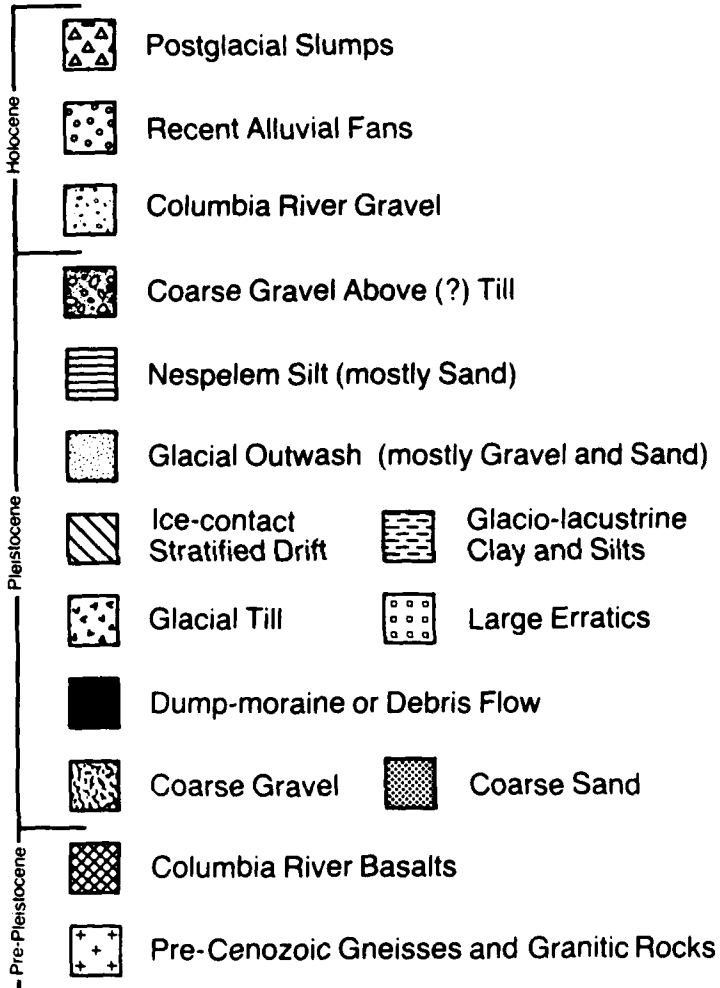 Holocene
Postglacial Slumps
Recent Alluvial Fans
Columbia River Gravel
Pleistocene
Coarse Gravel Above (?) Till
Nespelem Silt (mostly Sand)
Glacial Outwash (mostly Gravel and Sand)
Ice-contact
Stratified Drift
Glacio-lacustrine
Clay and Silts
Glacial Till
Large Erratics
Dump-moraine or Debris Flow
Coarse Gravel
Coarse Sand
Pre-Pleistocene
Columbia River Basalts
Pre-Cenozoic Gneisses and Granitic Rocks